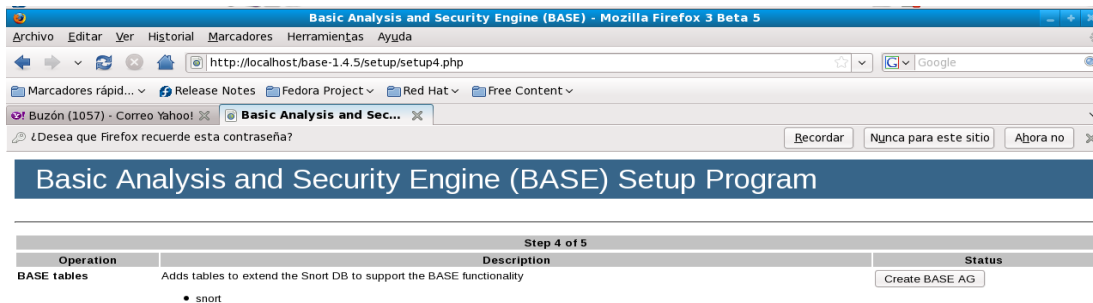 Basic Analysis and Security Engine (BASE) - Mozilla Firefox 3 Beta 5
Archivo Editar Ver Historial Marcadores Herramientas Ayuda
http://localhost/base-1.4.5/setup/setup4.php Google
Marcadores rápid... Release Notes Fedora Project Red Hat Free Content
Buzón (1057) - Correo Yahoo! Basic Analysis and Sec...
¿Desea que Firefox recuerde esta contraseña? Recordar Nunca para este sitio Ahora no
Basic Analysis and Security Engine (BASE) Setup Program
Step 4 of 5
Operation Description Status
BASE tables Adds tables to extend the Snort DB to support the BASE functionality Create BASE AG
• snort